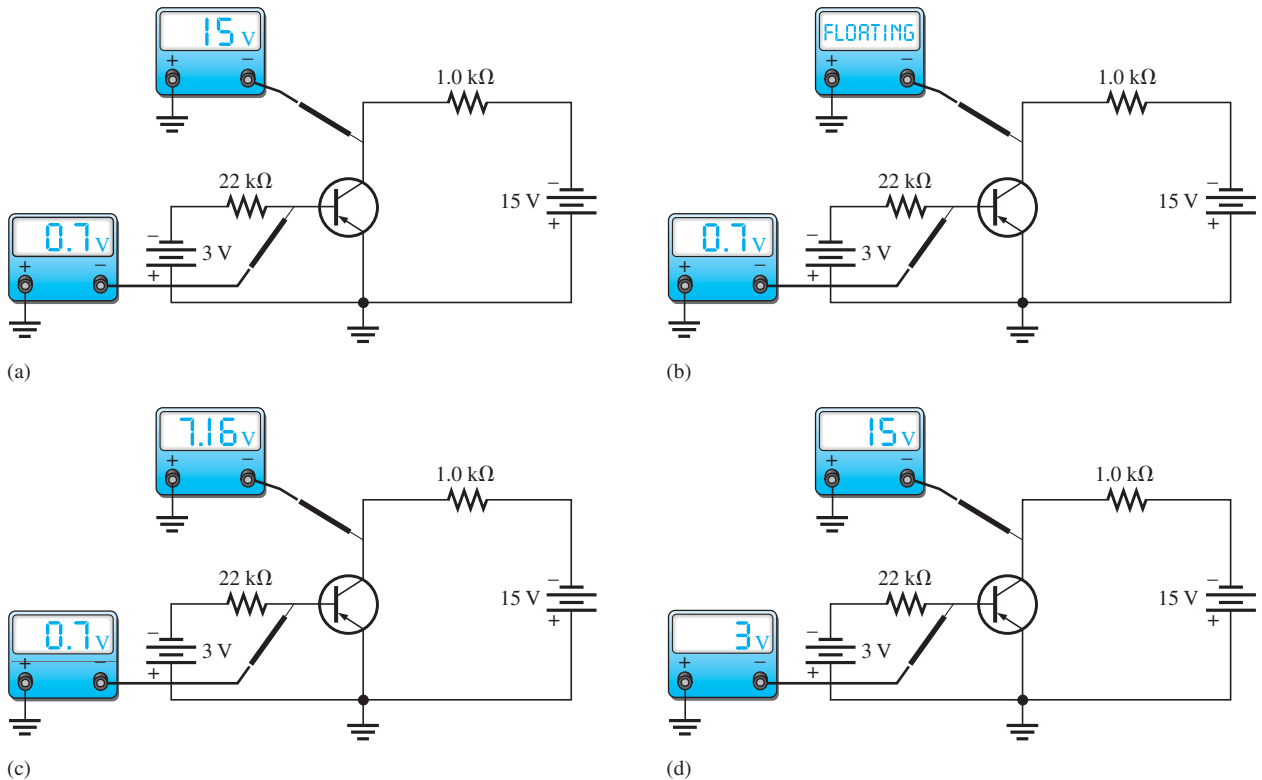 15 V
+ −
1.0 kΩ
22 kΩ
− 15 V +
0.7 V
+ −
− 3 V +
(a)
FLOATING
+ −
1.0 kΩ
22 kΩ
− 15 V +
0.7 V
+ −
− 3 V +
(b)
7.16 V
+ −
1.0 kΩ
22 kΩ
− 15 V +
0.7 V
+ −
− 3 V +
(c)
15 V
+ −
1.0 kΩ
22 kΩ
− 15 V +
3 V
+ −
− 3 V +
(d)